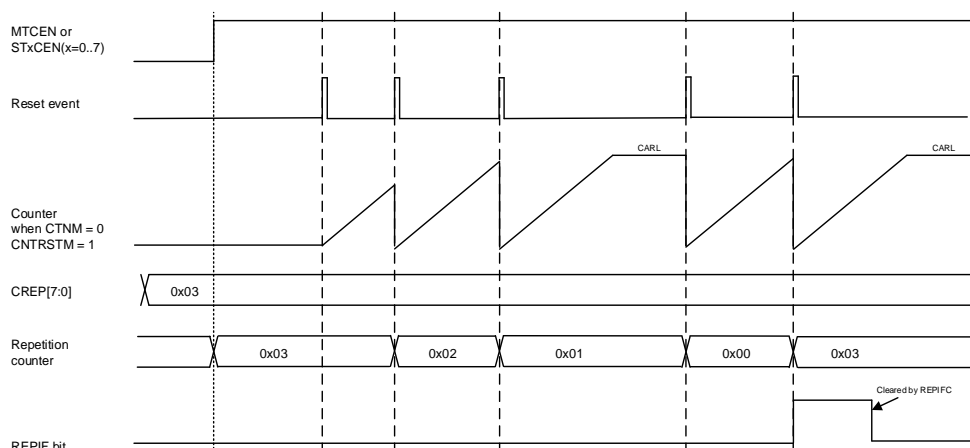 MTCEN or
STxCEN(x=0..7)
Reset event
CARL
CARL
Counter
when CTNM = 0
CNTRSTM = 1
CREP[7:0]
0x03
Repetition
counter
0x03
0x02
0x01
0x00
0x03
Cleared by REPIFC
REPIF bit